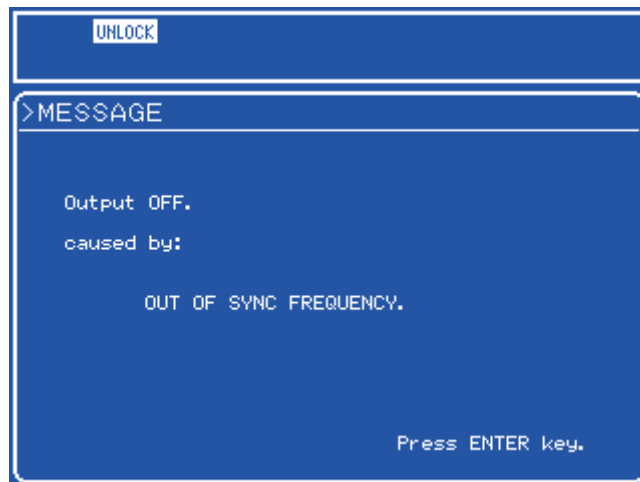 UNLOCK
>MESSAGE
Output OFF.
caused by:
OUT OF SYNC FREQUENCY.
Press ENTER key.